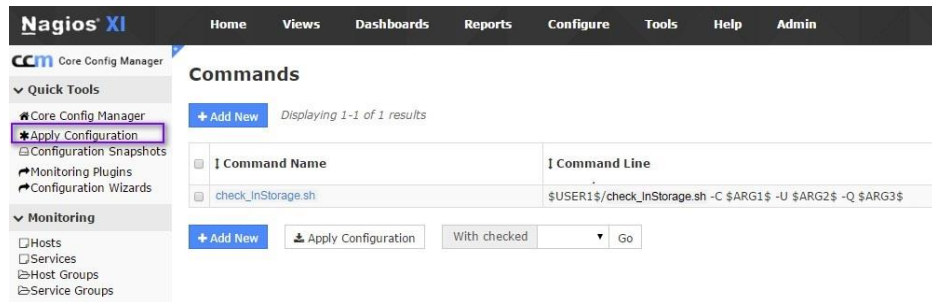 Nagios XI Home Views Dashboards Reports Configure Tools Help Admin
CCM Core Config Manager
Quick Tools
Core Config Manager
Apply Configuration
Configuration Snapshots
Monitoring Plugins
Configuration Wizards
Monitoring
Hosts
Services
Host Groups
Service Groups
Commands
+ Add New Displaying 1-1 of 1 results
Command Name Command Line
check_InStorage.sh $USER1$/check_InStorage.sh -C $ARG1$ -U $ARG2$ -Q $ARG3$
+ Add New Apply Configuration With checked Go